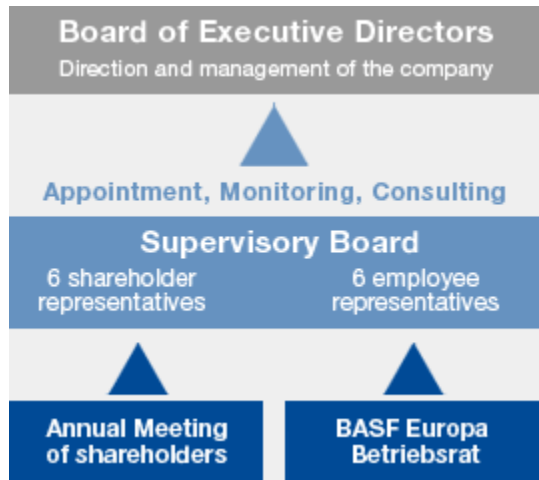 Board of Executive Directors
Direction and management of the company
Appointment, Monitoring, Consulting
Supervisory Board
6 shareholder
representatives
6 employee
representatives
Annual Meeting
of shareholders
BASF Europa
Betriebsrat